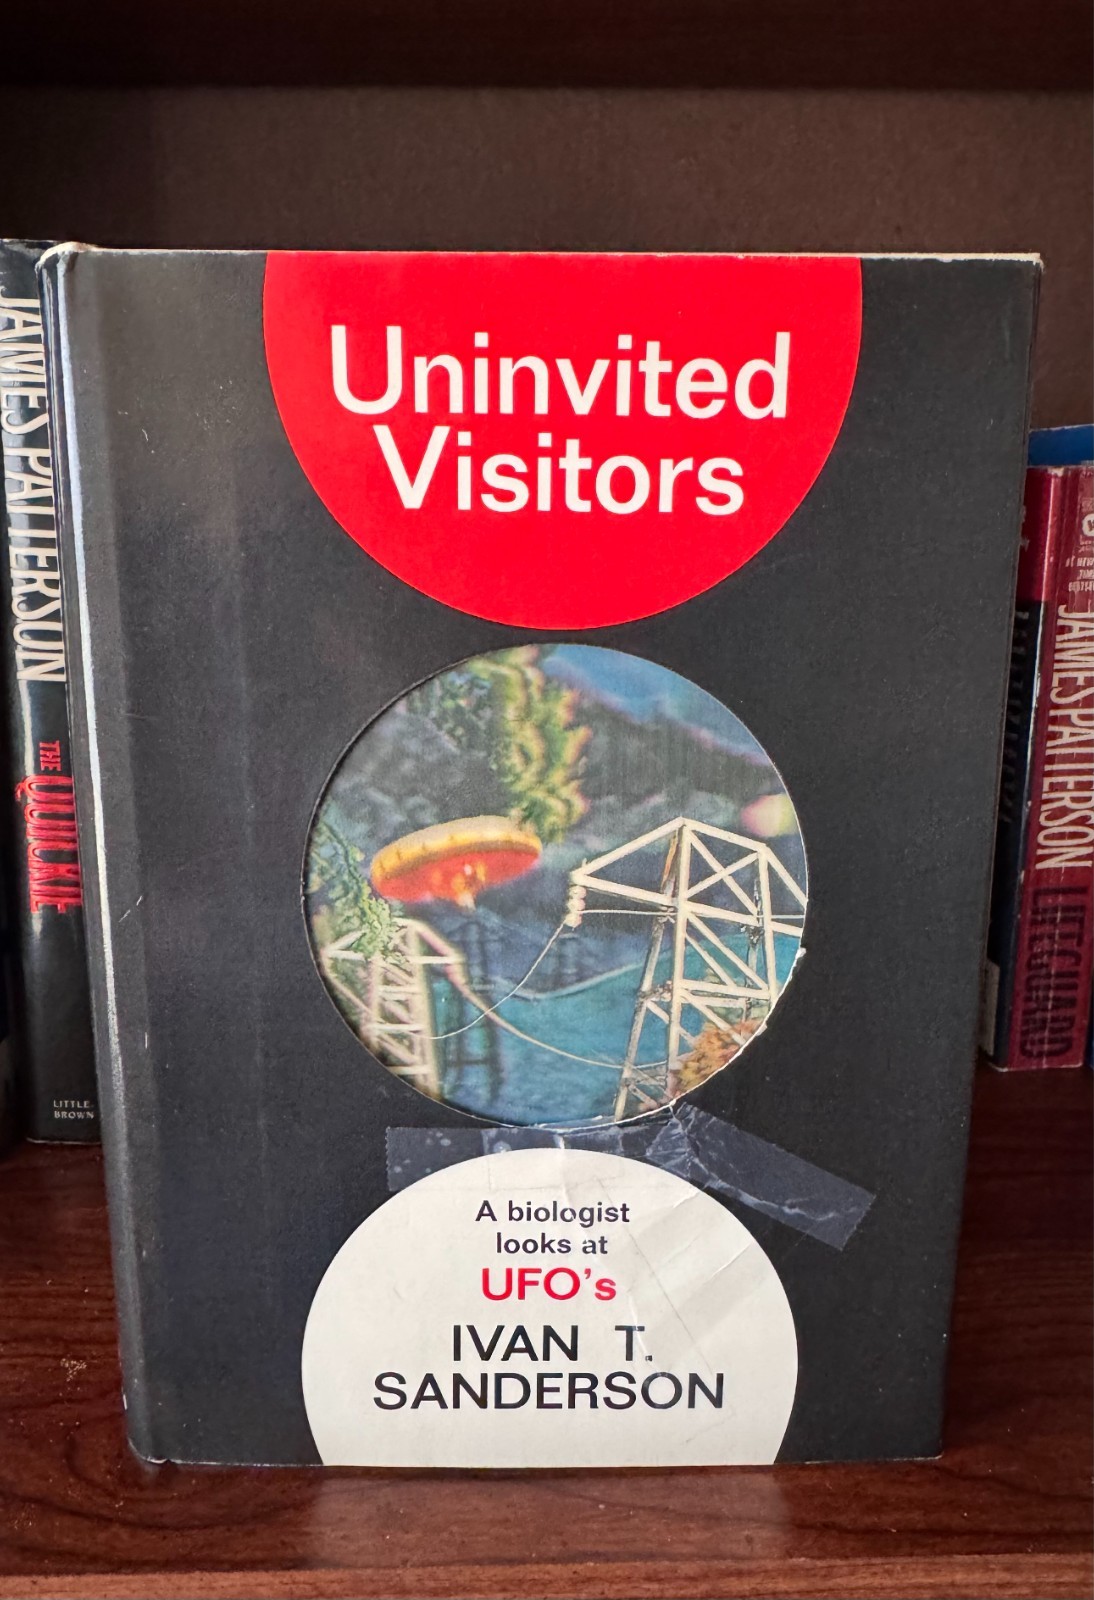 Uninvited
Visitors
A biologist
looks at
UFO's
IVAN T.
SANDERSON
JAMES PATTERSON
THE QUICKIE
LITTLE
BROWN
JAMES PATTERSON
LIFEGUARD